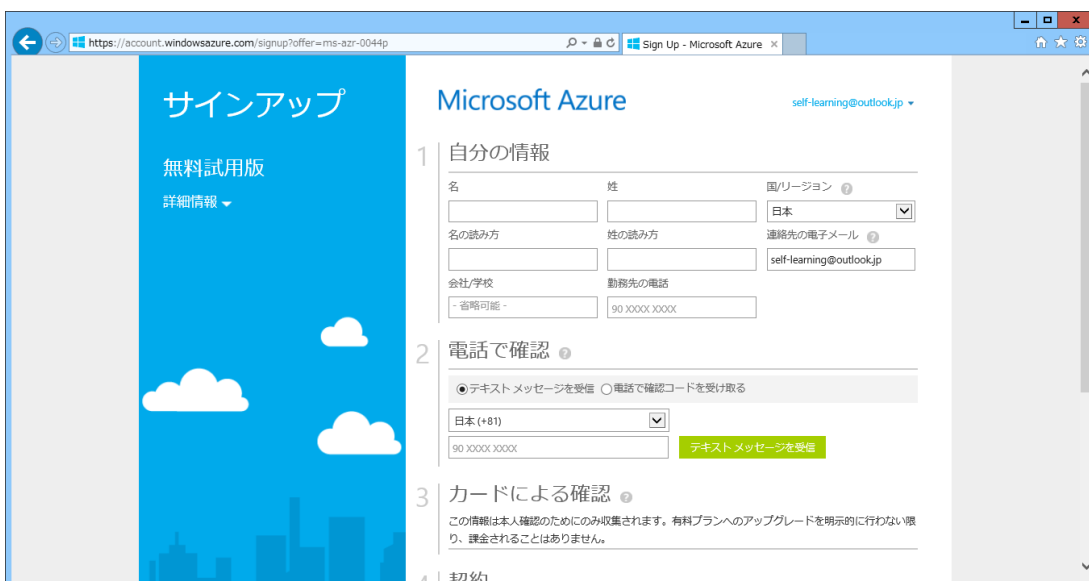 https://account.windowsazure.com/signup?offer=ms-azr-0044p
Sign Up - Microsoft Azure
サインアップ
無料試用版
詳細情報
Microsoft Azure
self-learning@outlook.jp
1 自分の情報
名 姓 国/リージョン
日本
名の読み方 姓の読み方 連絡先の電子メール
self-learning@outlook.jp
会社/学校 勤務先の電話
- 省略可能 - 90 XXXX XXXX
2 電話で確認
テキスト メッセージを受信 電話で確認コードを受け取る
日本 (+81)
90 XXXX XXXX テキスト メッセージを受信
3 カードによる確認
この情報は本人確認のためにのみ収集されます。有料プランへのアップグレードを明示的に行わない限
り、課金されることはありません。
4 契約